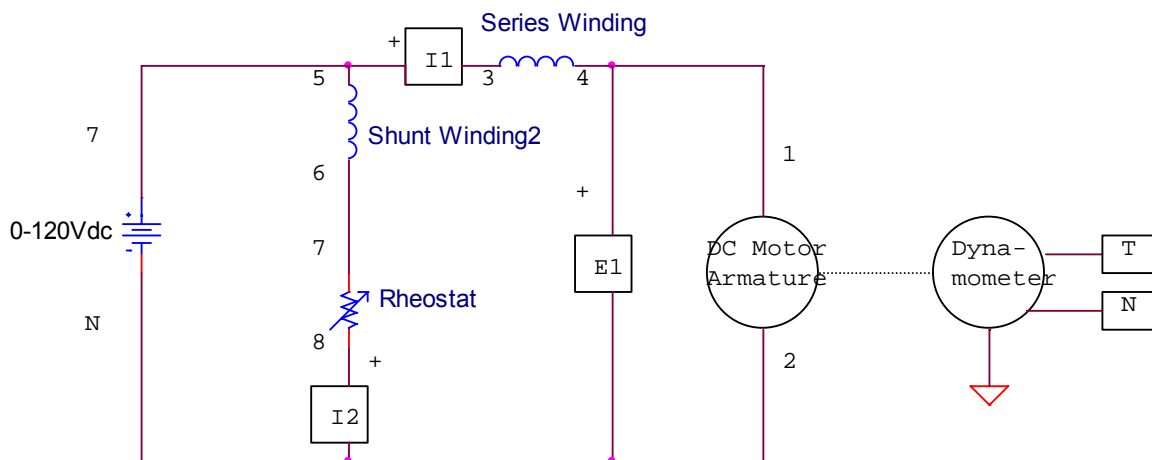 Series Winding
+
I1
5
3
4
Shunt Winding2
7
1
6
+
0-120Vdc
+
-
7
E1
DC Motor
Armature
Dyna-
mometer
T
Rheostat
N
N
8
+
2
I2